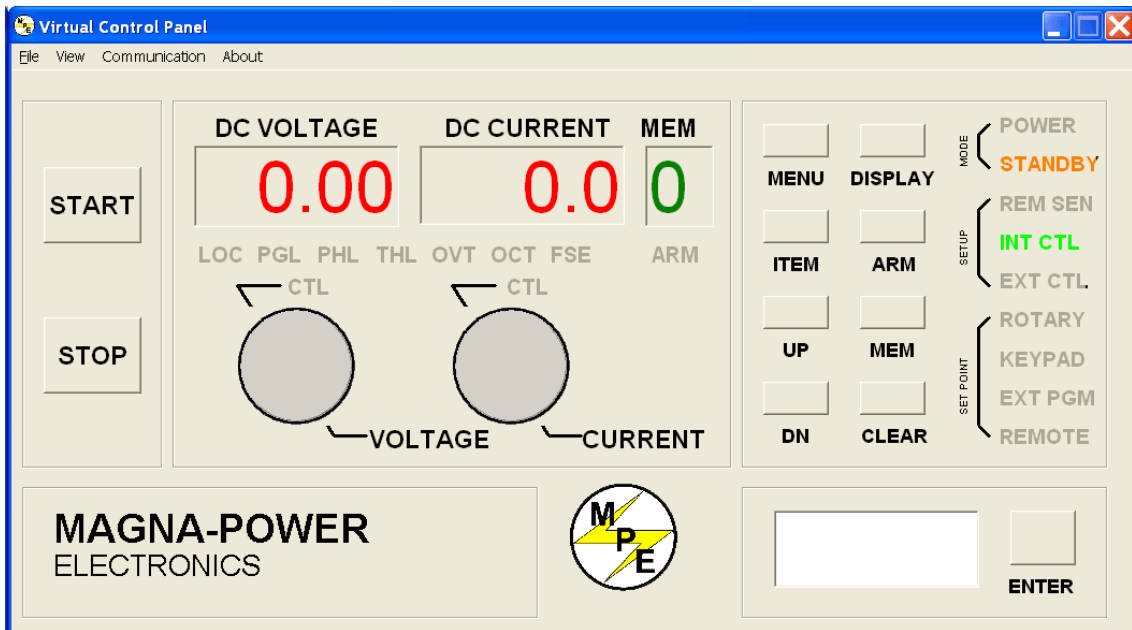 Virtual Control Panel
File View Communication About
START
STOP
DC VOLTAGE DC CURRENT MEM
0.00 0.0 0
LOC PGL PHL THL OVT OCT FSE ARM
CTL CTL
VOLTAGE CURRENT
MENU DISPLAY
ITEM ARM
UP MEM
DN CLEAR
MODE
POWER
STANDBY
SETUP
REM SEN
INT CTL
EXT CTL
SET POINT
ROTARY
KEYPAD
EXT PGM
REMOTE
MAGNA-POWER
ELECTRONICS
MPE
ENTER